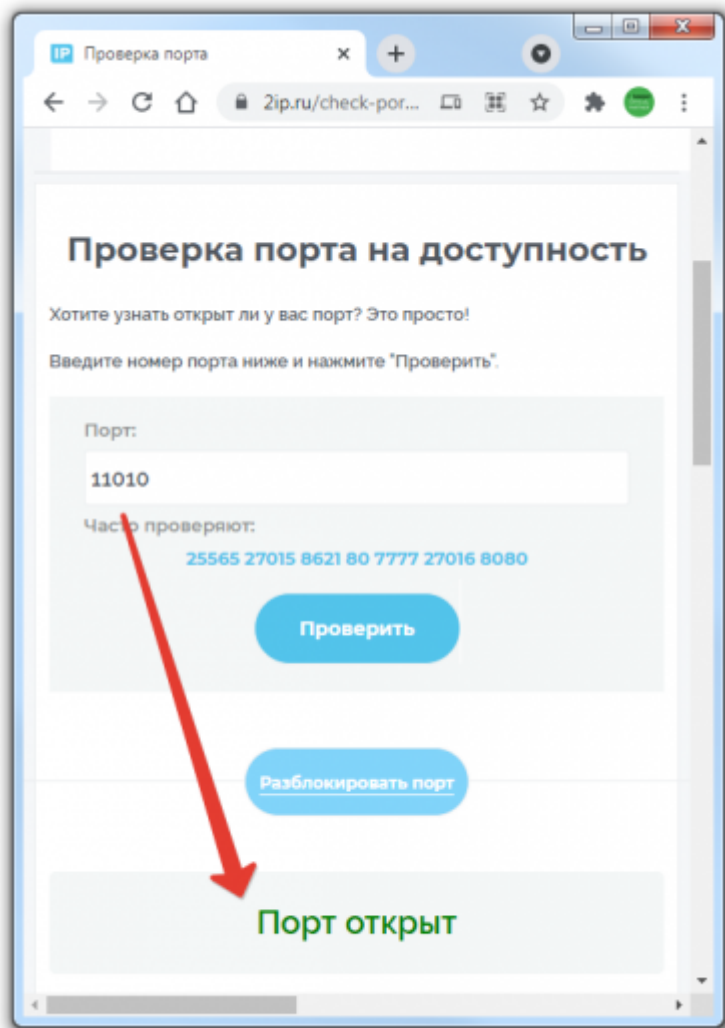 IP Проверка порта
2ip.ru/check-por...
Проверка порта на доступность
Хотите узнать открыт ли у вас порт? Это просто!
Введите номер порта ниже и нажмите "Проверить".
Порт:
11010
Часто проверяют:
25565 27015 8621 80 7777 27016 8080
Проверить
Разблокировать порт
Порт открыт